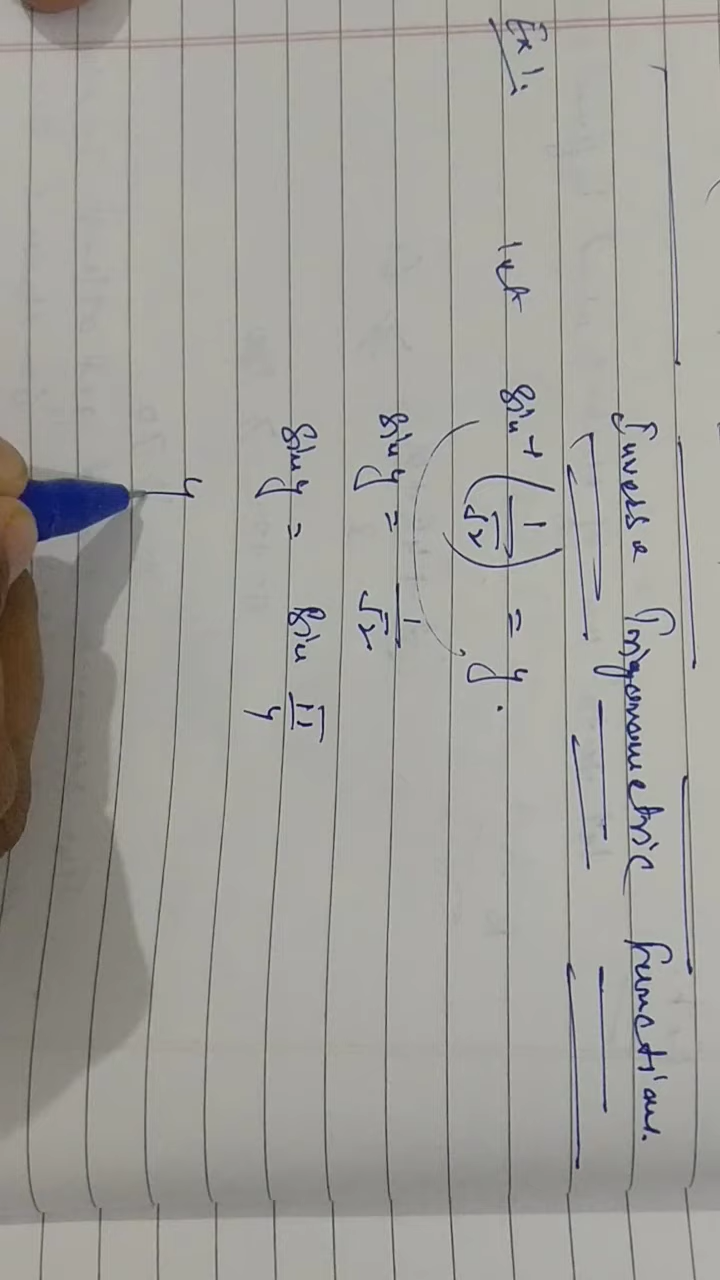 Inverse Trigonometric Functions.
Ex 1. let sin⁻¹(1/√2) = y.
sin y = 1/√2
sin y = sin π/4
y